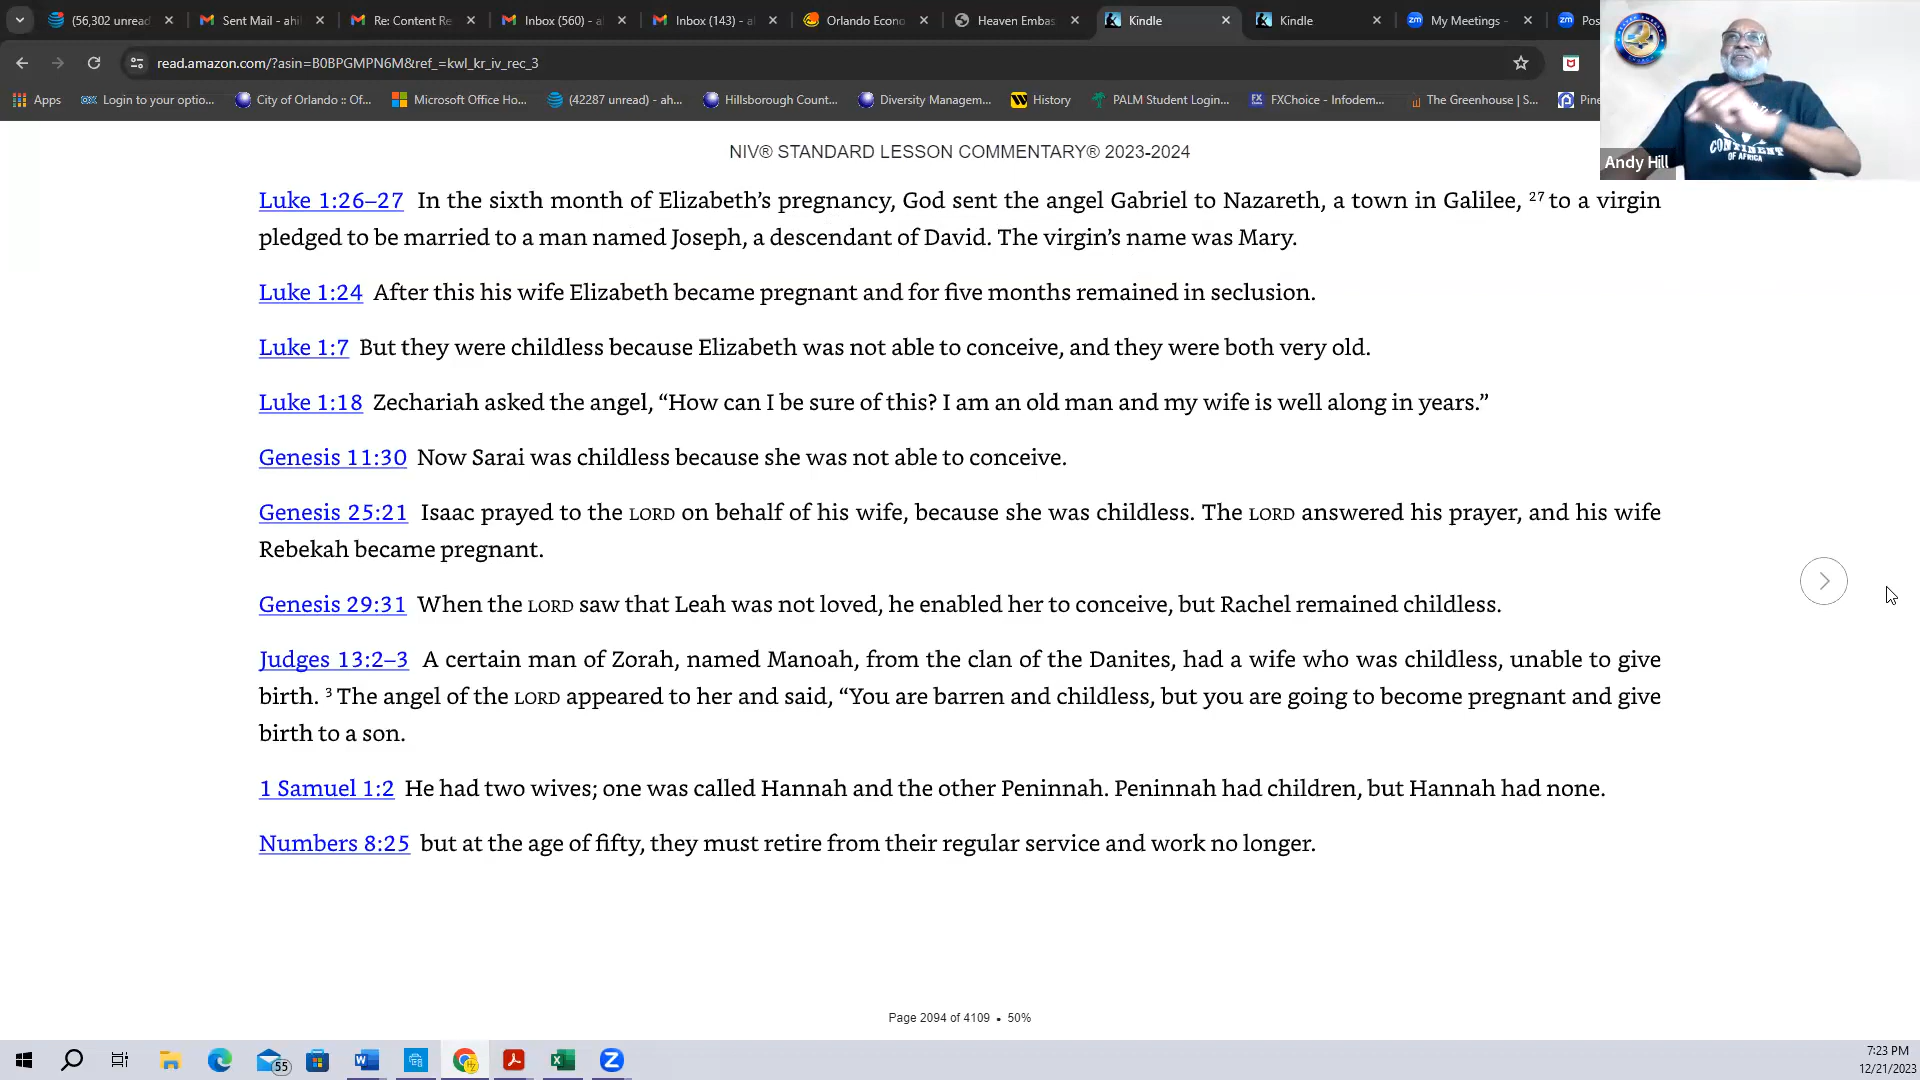 (56,302 unread
Sent Mail - ahi
Re: Content Re
Inbox (560) - a
Inbox (143) - a
Orlando Econo
Heaven Embas
Kindle
Kindle
My Meetings -
Pos
read.amazon.com/?asin=B0BPGMPN6M&ref_=kwl_kr_iv_rec_3
Apps
Login to your optio...
City of Orlando :: Of...
Microsoft Office Ho...
(42287 unread) - ah...
Hillsborough Count...
Diversity Managem...
History
PALM Student Login...
FXChoice - Infodem...
The Greenhouse | S...
Pine
CONTINENT
OF AFRICA
Andy Hill
NIV® STANDARD LESSON COMMENTARY® 2023-2024
Luke 1:26–27 In the sixth month of Elizabeth’s pregnancy, God sent the angel Gabriel to Nazareth, a town in Galilee, 27 to a virgin
pledged to be married to a man named Joseph, a descendant of David. The virgin’s name was Mary.
Luke 1:24 After this his wife Elizabeth became pregnant and for five months remained in seclusion.
Luke 1:7 But they were childless because Elizabeth was not able to conceive, and they were both very old.
Luke 1:18 Zechariah asked the angel, “How can I be sure of this? I am an old man and my wife is well along in years.”
Genesis 11:30 Now Sarai was childless because she was not able to conceive.
Genesis 25:21 Isaac prayed to the LORD on behalf of his wife, because she was childless. The LORD answered his prayer, and his wife
Rebekah became pregnant.
Genesis 29:31 When the LORD saw that Leah was not loved, he enabled her to conceive, but Rachel remained childless.
Judges 13:2–3 A certain man of Zorah, named Manoah, from the clan of the Danites, had a wife who was childless, unable to give
birth. 3 The angel of the LORD appeared to her and said, “You are barren and childless, but you are going to become pregnant and give
birth to a son.
1 Samuel 1:2 He had two wives; one was called Hannah and the other Peninnah. Peninnah had children, but Hannah had none.
Numbers 8:25 but at the age of fifty, they must retire from their regular service and work no longer.
Page 2094 of 4109 • 50%
55
7:23 PM
12/21/2023